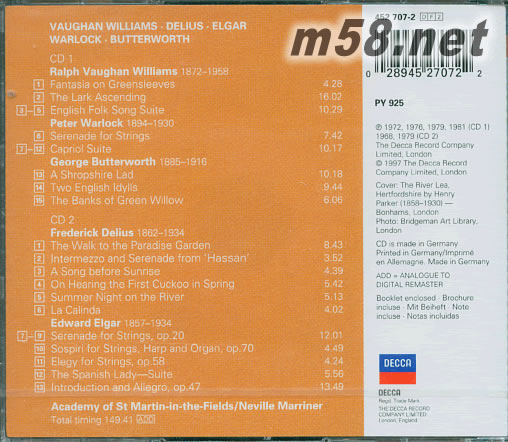 VAUGHAN WILLIAMS · DELIUS · ELGAR
WARLOCK · BUTTERWORTH
CD 1
Ralph Vaughan Williams 1872–1958
1 Fantasia on Greensleeves 4.28
2 The Lark Ascending 16.02
3–5 English Folk Song Suite 10.29
Peter Warlock 1894–1930
6 Serenade for Strings 7.42
7–12 Capriol Suite 10.17
George Butterworth 1885–1916
13 A Shropshire Lad 10.18
14 Two English Idylls 9.44
15 The Banks of Green Willow 6.06
CD 2
Frederick Delius 1862–1934
1 The Walk to the Paradise Garden 8.43
2 Intermezzo and Serenade from 'Hassan' 3.52
3 A Song before Sunrise 4.39
4 On Hearing the First Cuckoo in Spring 5.42
5 Summer Night on the River 5.13
6 La Calinda 4.02
Edward Elgar 1857–1934
7–9 Serenade for Strings, op.20 12.01
10 Sospiri for Strings, Harp and Organ, op.70 4.49
11 Elegy for Strings, op.58 4.24
12 The Spanish Lady—Suite 5.56
13 Introduction and Allegro, op.47 13.49
Academy of St Martin-in-the-Fields/Neville Marriner
Total timing 149.41 ADD
m58.net
452 707-2 DF2
0 28945 27072 2
PY 925
℗ 1972, 1976, 1979, 1981 (CD 1)
1968, 1979 (CD 2)
The Decca Record Company
Limited, London
© 1997 The Decca Record
Company Limited, London
Cover: The River Lea,
Hertfordshire by Henry
Parker (1858–1930) —
Bonhams, London
Photo: Bridgeman Art Library,
London
CD is made in Germany
Printed in Germany/Imprimé
en Allemagne. Made in Germany
ADD = ANALOGUE TO
DIGITAL REMASTER
Booklet enclosed · Brochure
incluse · Mit Beiheft · Note
incluse · Notas incluidas
DECCA
DECCA
Regd. Trade Mark
THE DECCA RECORD
COMPANY LIMITED
London, England